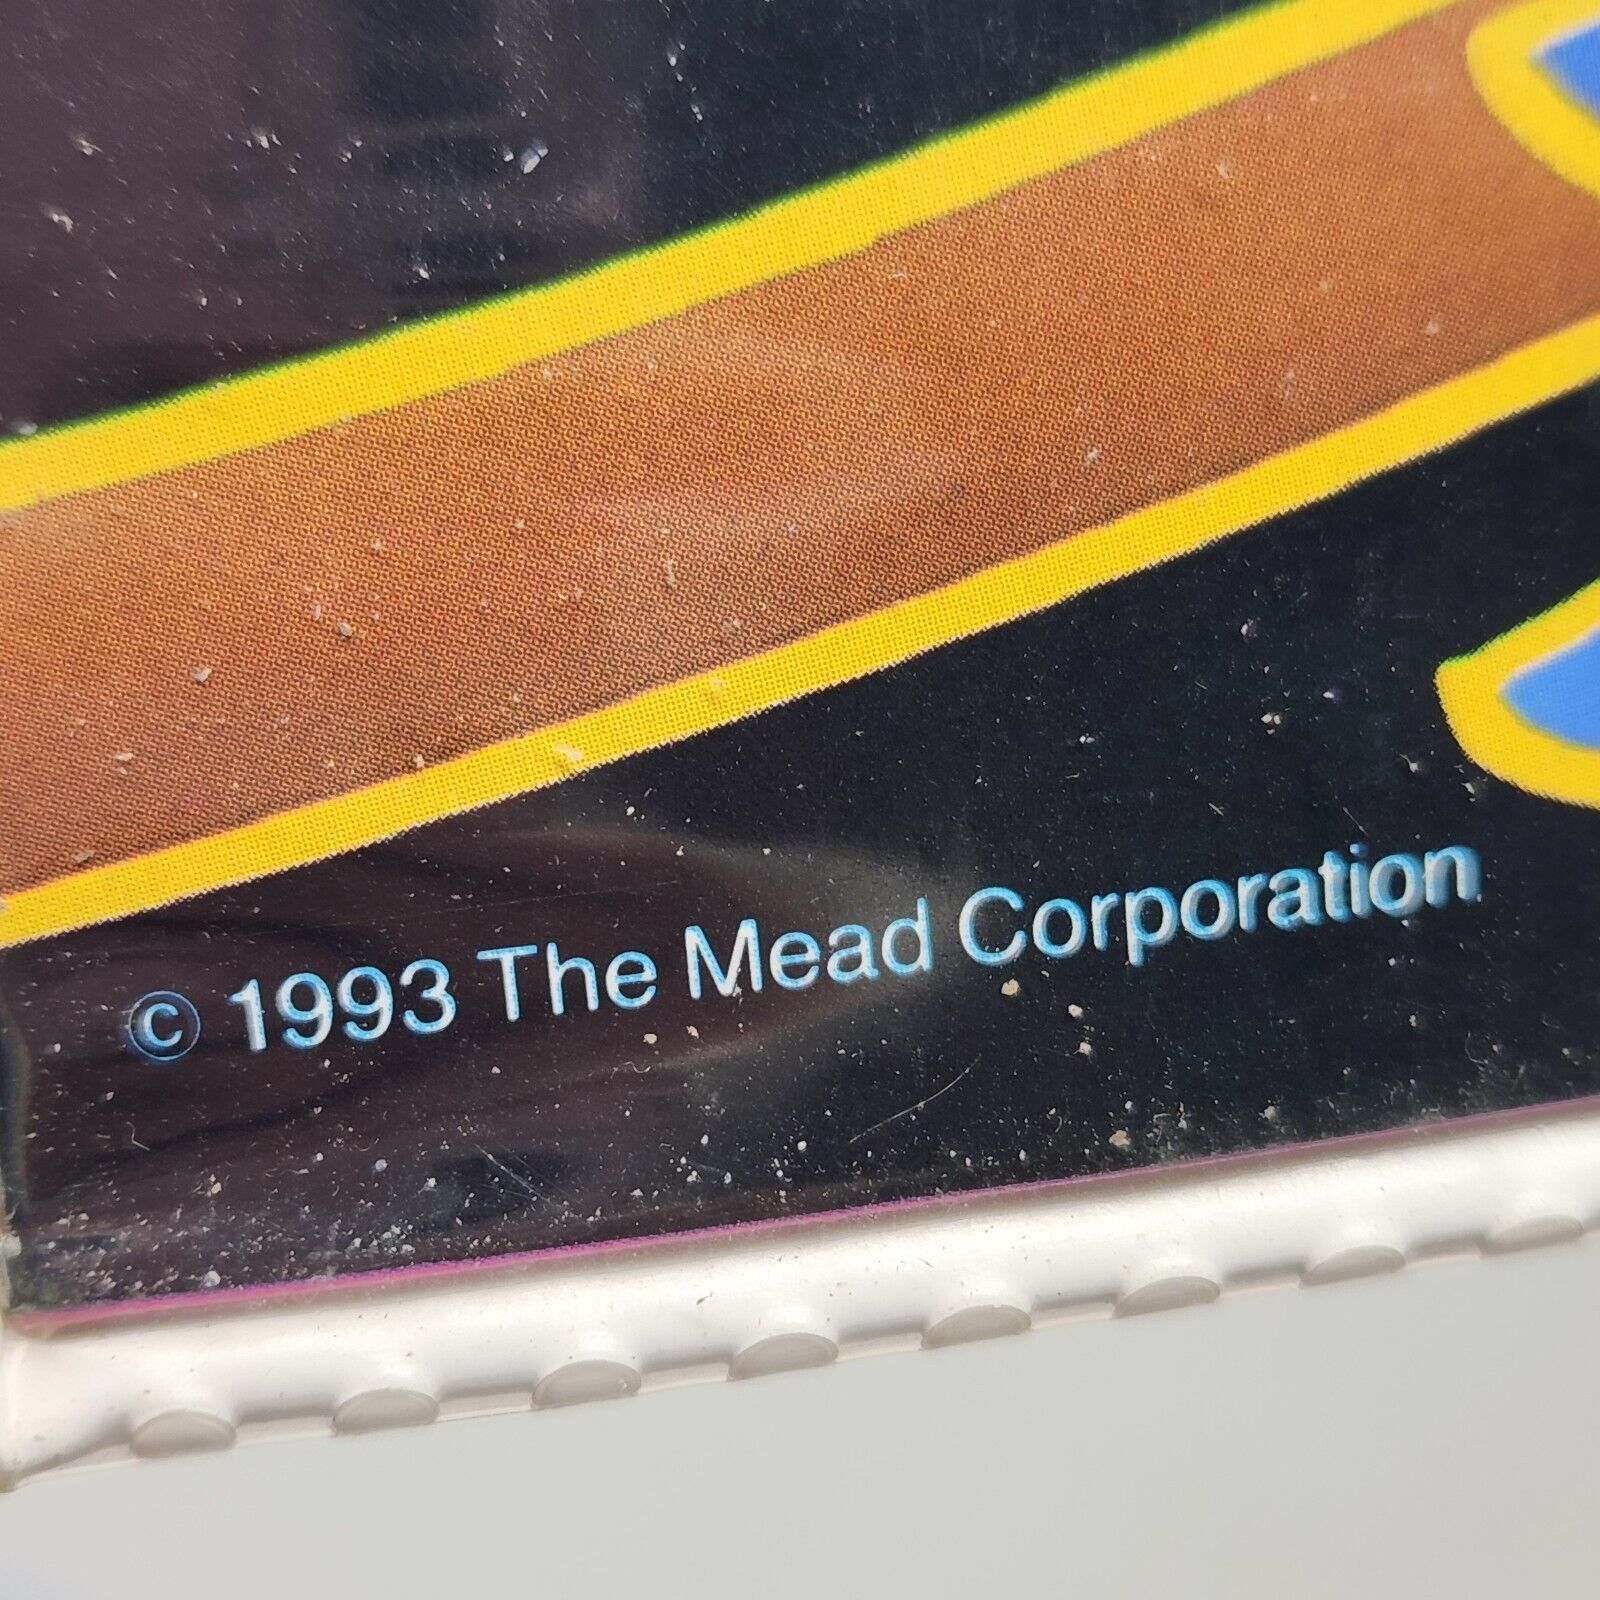 © 1993 The Mead Corporation